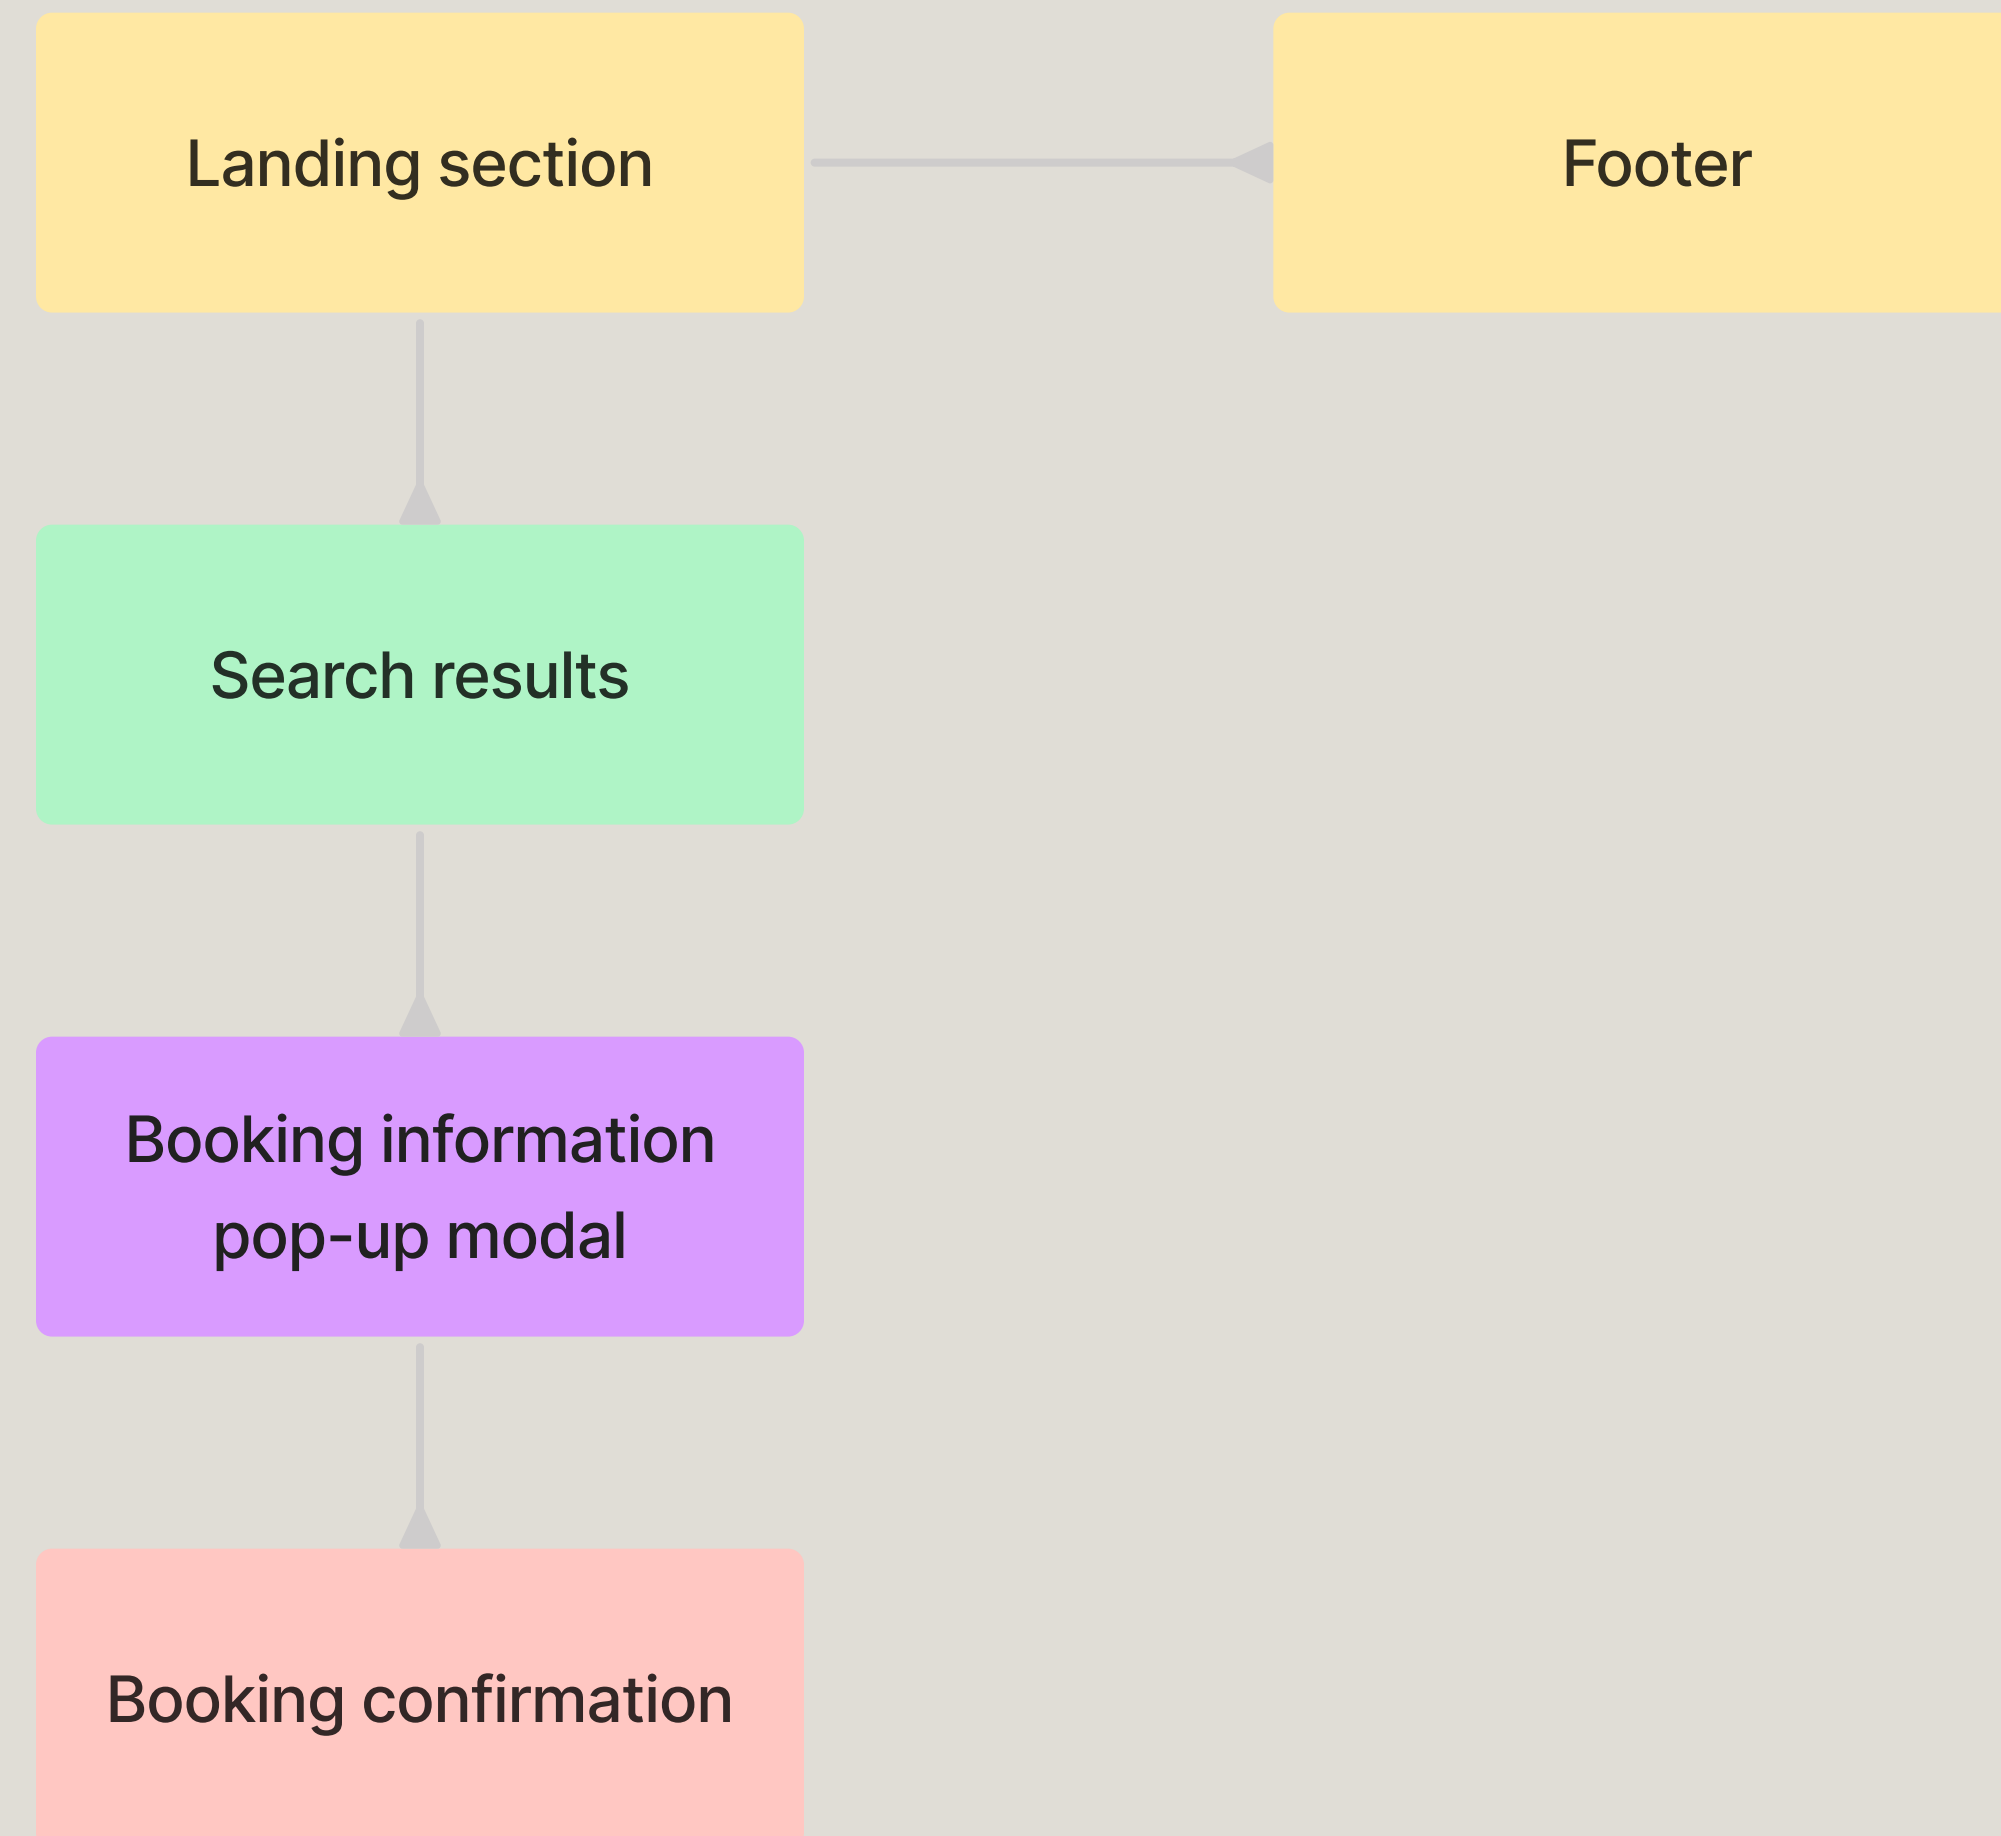 Landing section
Footer
Search results
Booking information
pop-up modal
Booking confirmation